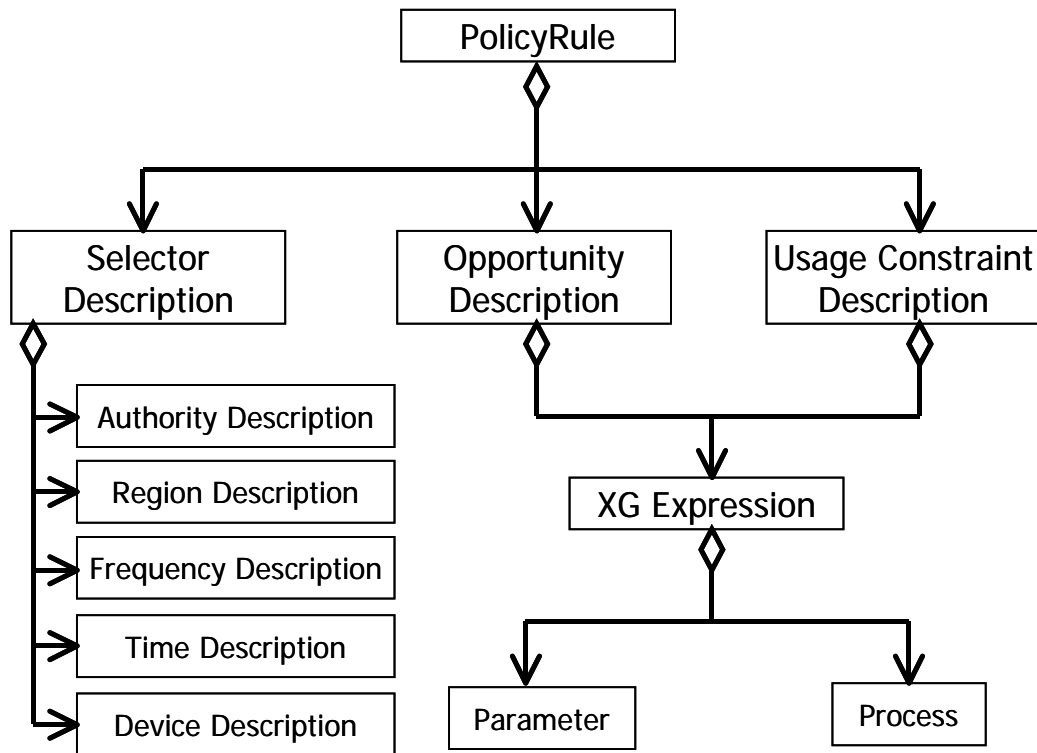 PolicyRule
Selector
Description
Opportunity
Description
Usage Constraint
Description
Authority Description
Region Description
Frequency Description
Time Description
Device Description
XG Expression
Parameter
Process